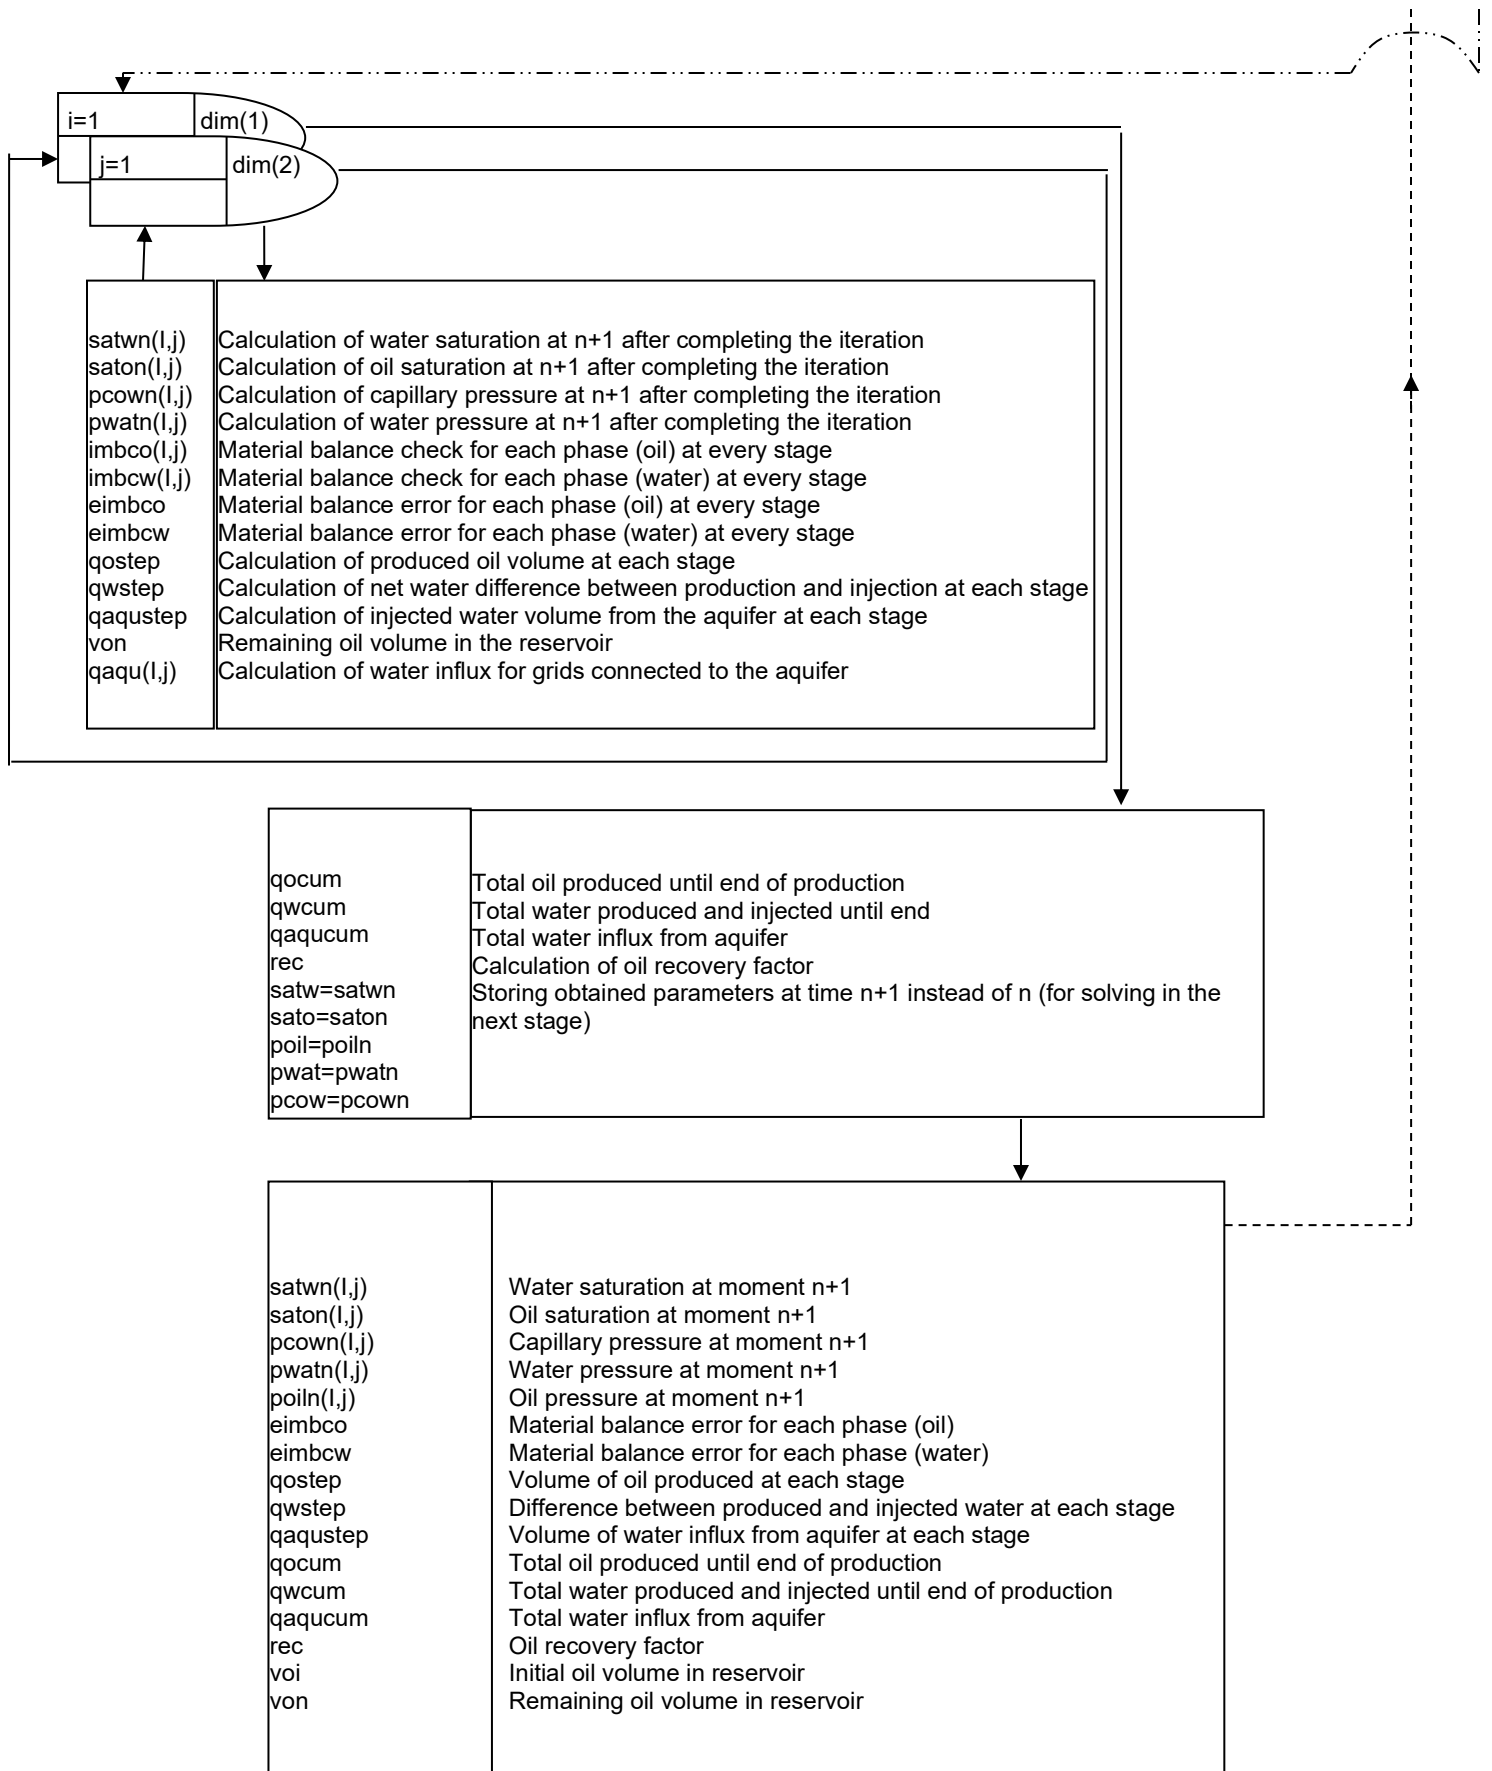 i=1 dim(1)
j=1 dim(2)
satwn(I,j) Calculation of water saturation at n+1 after completing the iteration
saton(I,j) Calculation of oil saturation at n+1 after completing the iteration
pcown(I,j) Calculation of capillary pressure at n+1 after completing the iteration
pwatn(I,j) Calculation of water pressure at n+1 after completing the iteration
imbco(I,j) Material balance check for each phase (oil) at every stage
imbcw(I,j) Material balance check for each phase (water) at every stage
eimbco Material balance error for each phase (oil) at every stage
eimbcw Material balance error for each phase (water) at every stage
qostep Calculation of produced oil volume at each stage
qwstep Calculation of net water difference between production and injection at each stage
qaqustep Calculation of injected water volume from the aquifer at each stage
von Remaining oil volume in the reservoir
qaqu(I,j) Calculation of water influx for grids connected to the aquifer
qocum Total oil produced until end of production
qwcum Total water produced and injected until end
qaqucum Total water influx from aquifer
rec Calculation of oil recovery factor
satw=satwn Storing obtained parameters at time n+1 instead of n (for solving in the
sato=saton next stage)
poil=poiln
pwat=pwatn
pcow=pcown
satwn(I,j) Water saturation at moment n+1
saton(I,j) Oil saturation at moment n+1
pcown(I,j) Capillary pressure at moment n+1
pwatn(I,j) Water pressure at moment n+1
poiln(I,j) Oil pressure at moment n+1
eimbco Material balance error for each phase (oil)
eimbcw Material balance error for each phase (water)
qostep Volume of oil produced at each stage
qwstep Difference between produced and injected water at each stage
qaqustep Volume of water influx from aquifer at each stage
qocum Total oil produced until end of production
qwcum Total water produced and injected until end of production
qaqucum Total water influx from aquifer
rec Oil recovery factor
voi Initial oil volume in reservoir
von Remaining oil volume in reservoir